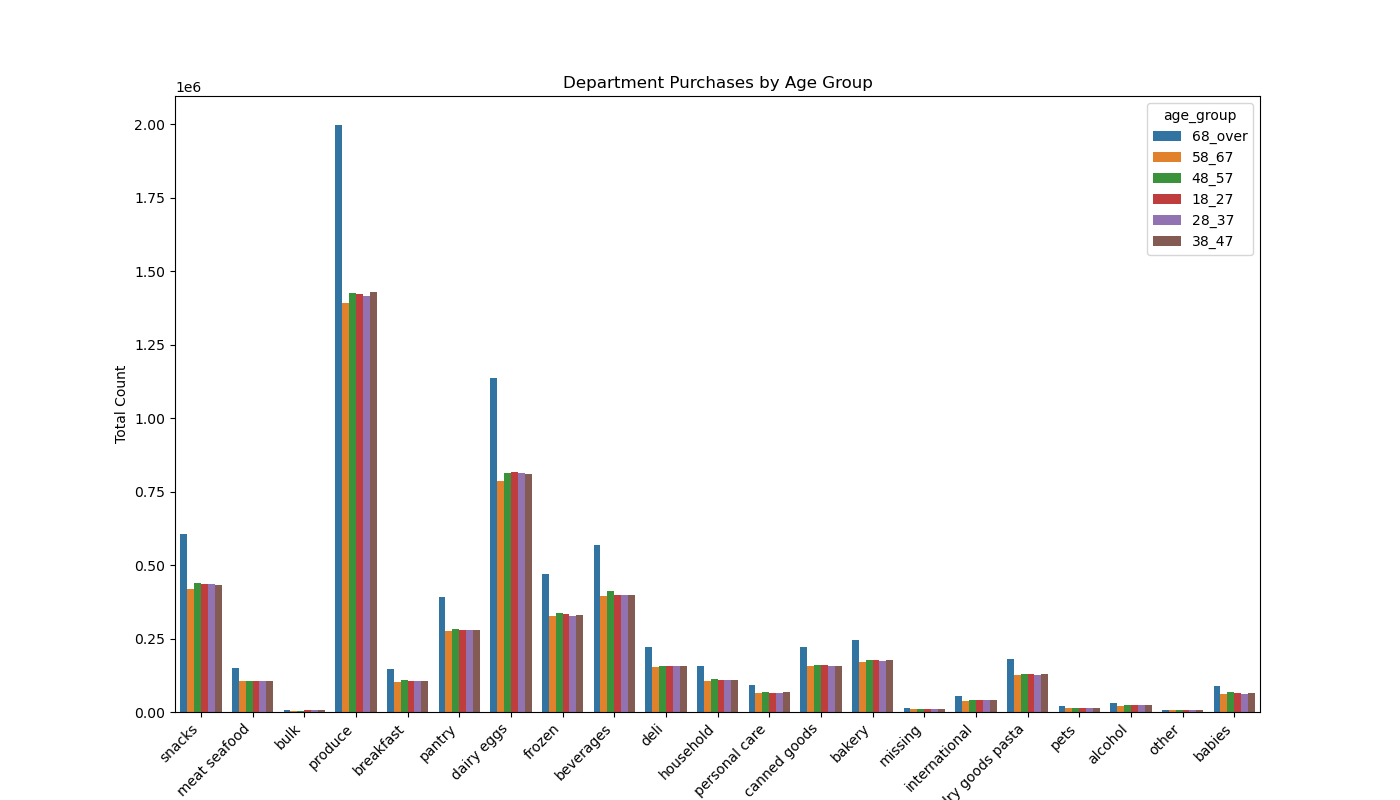 Department Purchases by Age Group
1e6
2.00
1.75
1.50
1.25
1.00
0.75
0.50
0.25
0.00
Total Count
age_group
68_over
58_67
48_57
18_27
28_37
38_47
snacks
meat seafood
bulk
produce
breakfast
pantry
dairy eggs
frozen
beverages
deli
household
personal care
canned goods
bakery
missing
international
goods pasta
pets
alcohol
other
babies